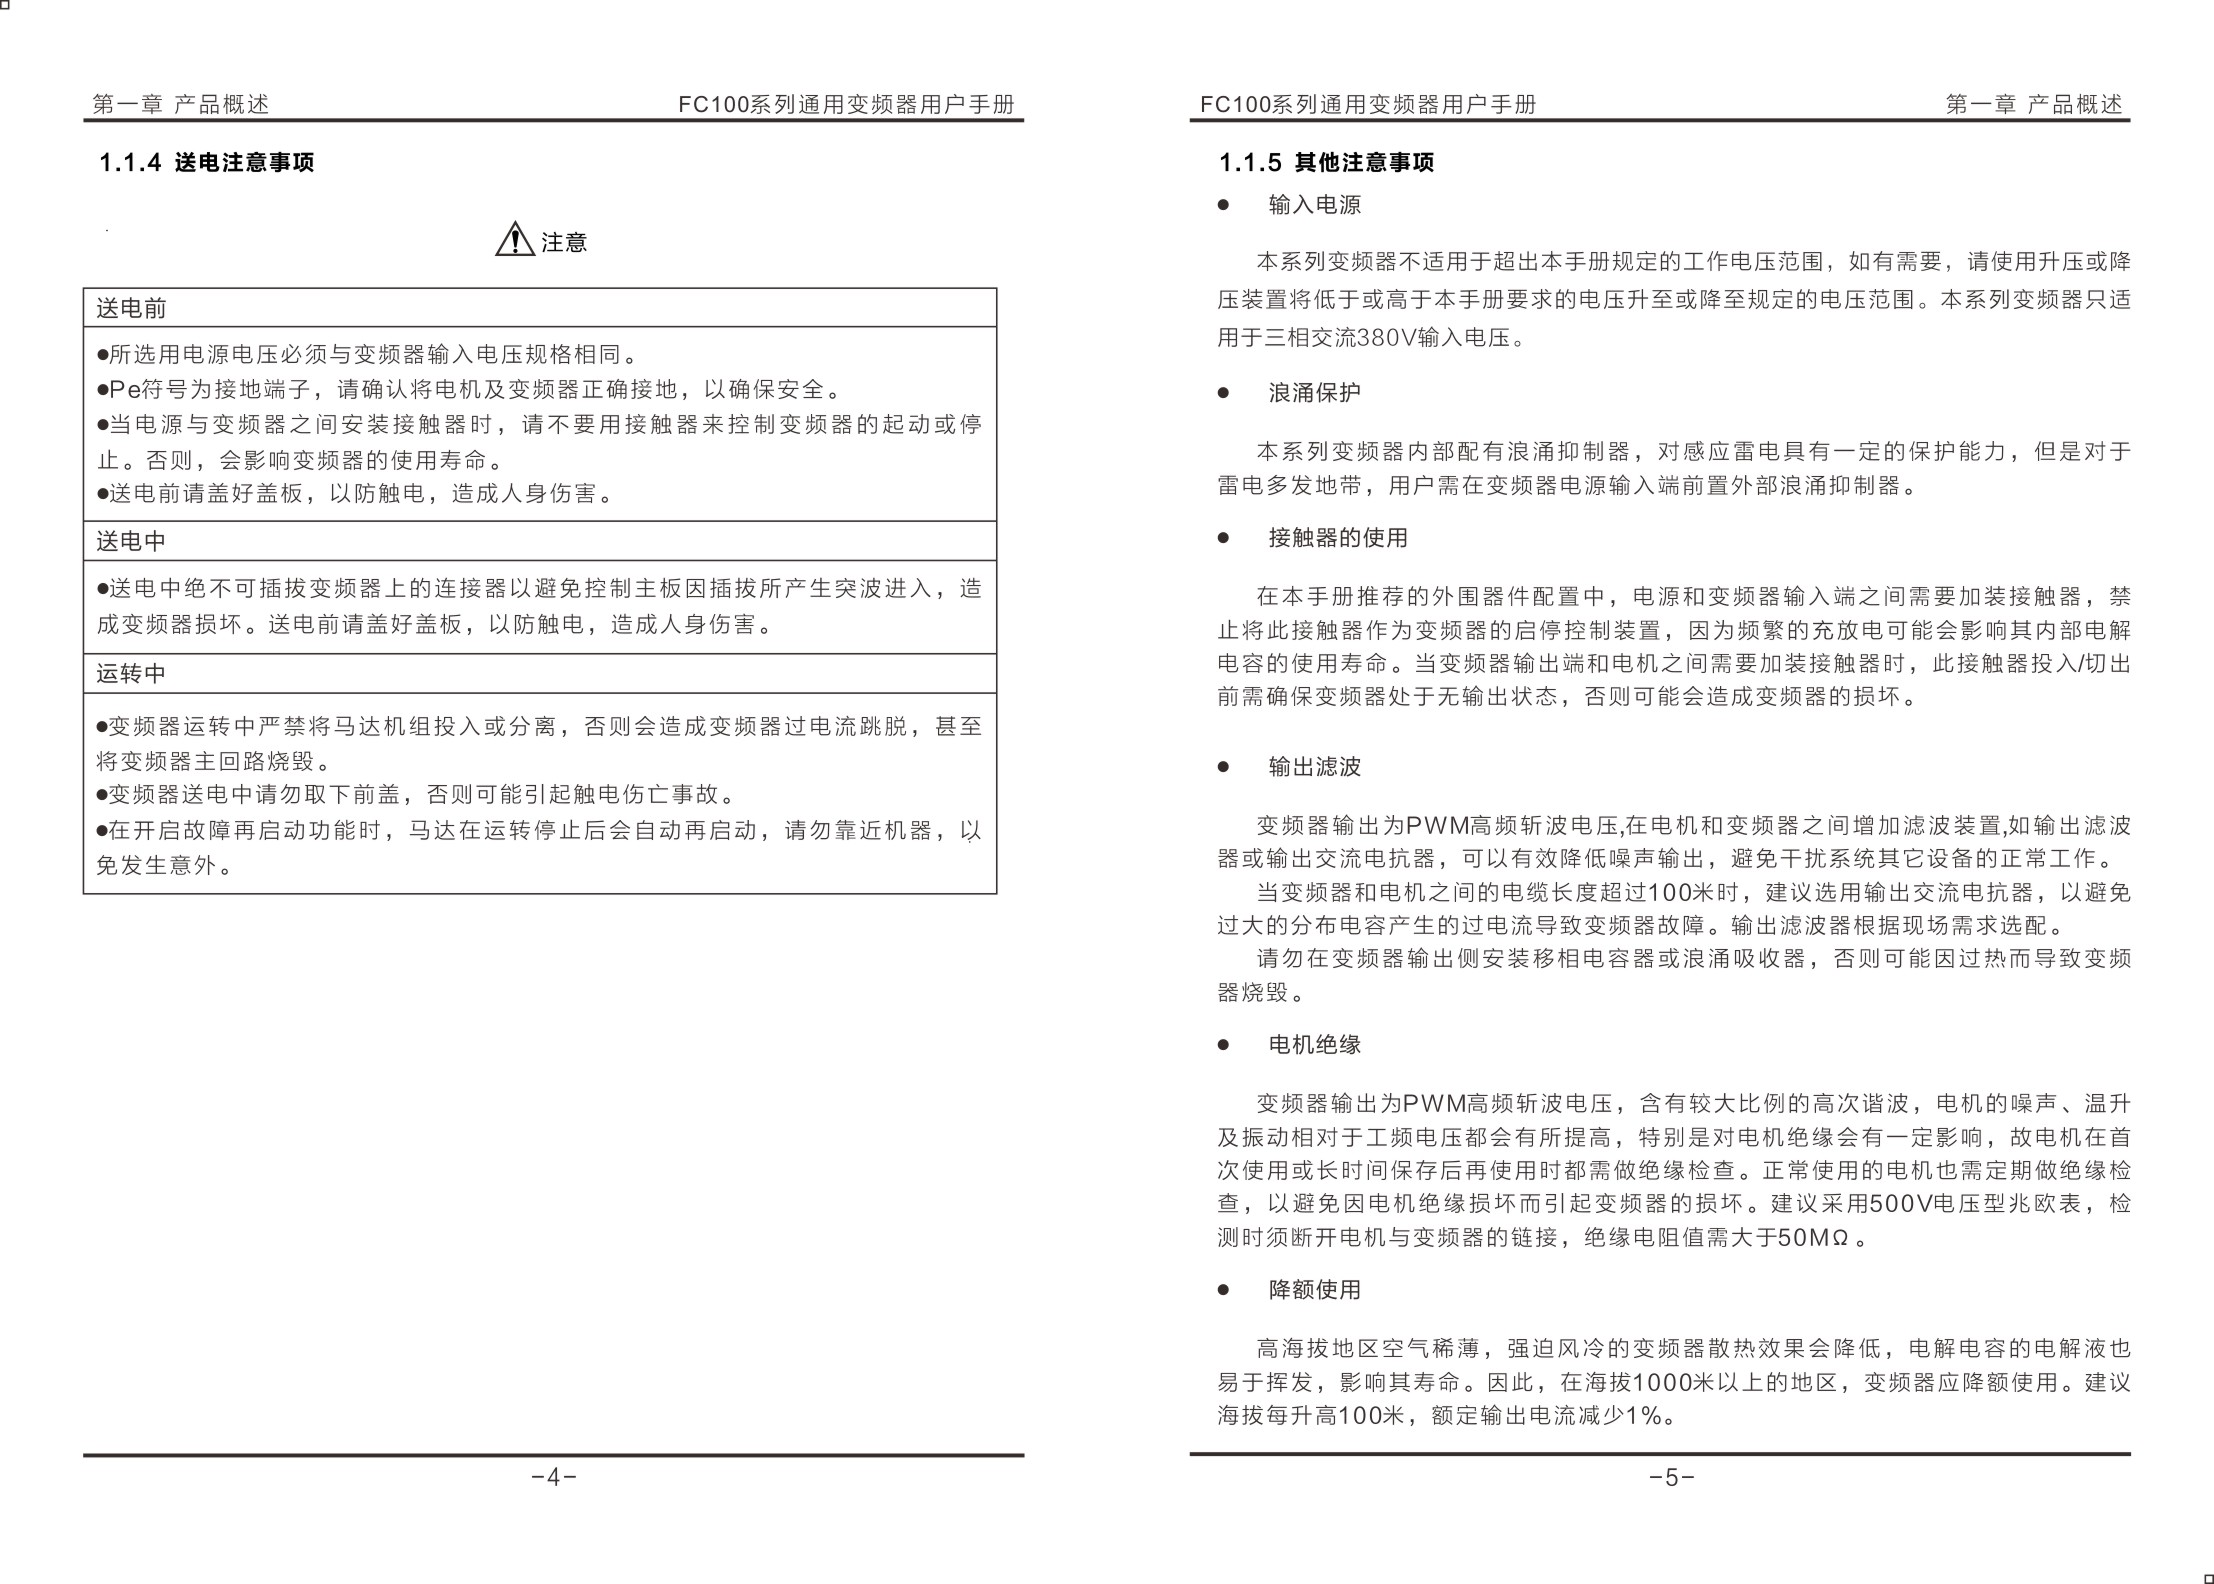 第一章 产品概述
FC100系列通用变频器用户手册
1.1.4 送电注意事项
注意
送电前
●所选用电源电压必须与变频器输入电压规格相同。
●Pe符号为接地端子，请确认将电机及变频器正确接地，以确保安全。
●当电源与变频器之间安装接触器时，请不要用接触器来控制变频器的起动或停
止。否则，会影响变频器的使用寿命。
●送电前请盖好盖板，以防触电，造成人身伤害。
送电中
●送电中绝不可插拔变频器上的连接器以避免控制主板因插拔所产生突波进入，造
成变频器损坏。送电前请盖好盖板，以防触电，造成人身伤害。
运转中
●变频器运转中严禁将马达机组投入或分离，否则会造成变频器过电流跳脱，甚至
将变频器主回路烧毁。
●变频器送电中请勿取下前盖，否则可能引起触电伤亡事故。
●在开启故障再启动功能时，马达在运转停止后会自动再启动，请勿靠近机器，以
免发生意外。
-4-
FC100系列通用变频器用户手册
第一章 产品概述
1.1.5 其他注意事项
● 输入电源
本系列变频器不适用于超出本手册规定的工作电压范围，如有需要，请使用升压或降
压装置将低于或高于本手册要求的电压升至或降至规定的电压范围。本系列变频器只适
用于三相交流380V输入电压。
● 浪涌保护
本系列变频器内部配有浪涌抑制器，对感应雷电具有一定的保护能力，但是对于
雷电多发地带，用户需在变频器电源输入端前置外部浪涌抑制器。
● 接触器的使用
在本手册推荐的外围器件配置中，电源和变频器输入端之间需要加装接触器，禁
止将此接触器作为变频器的启停控制装置，因为频繁的充放电可能会影响其内部电解
电容的使用寿命。当变频器输出端和电机之间需要加装接触器时，此接触器投入/切出
前需确保变频器处于无输出状态，否则可能会造成变频器的损坏。
● 输出滤波
变频器输出为PWM高频斩波电压,在电机和变频器之间增加滤波装置,如输出滤波
器或输出交流电抗器，可以有效降低噪声输出，避免干扰系统其它设备的正常工作。
当变频器和电机之间的电缆长度超过100米时，建议选用输出交流电抗器，以避免
过大的分布电容产生的过电流导致变频器故障。输出滤波器根据现场需求选配。
请勿在变频器输出侧安装移相电容器或浪涌吸收器，否则可能因过热而导致变频
器烧毁。
● 电机绝缘
变频器输出为PWM高频斩波电压，含有较大比例的高次谐波，电机的噪声、温升
及振动相对于工频电压都会有所提高，特别是对电机绝缘会有一定影响，故电机在首
次使用或长时间保存后再使用时都需做绝缘检查。正常使用的电机也需定期做绝缘检
查，以避免因电机绝缘损坏而引起变频器的损坏。建议采用500V电压型兆欧表，检
测时须断开电机与变频器的链接，绝缘电阻值需大于50MΩ。
● 降额使用
高海拔地区空气稀薄，强迫风冷的变频器散热效果会降低，电解电容的电解液也
易于挥发，影响其寿命。因此，在海拔1000米以上的地区，变频器应降额使用。建议
海拔每升高100米，额定输出电流减少1%。
-5-